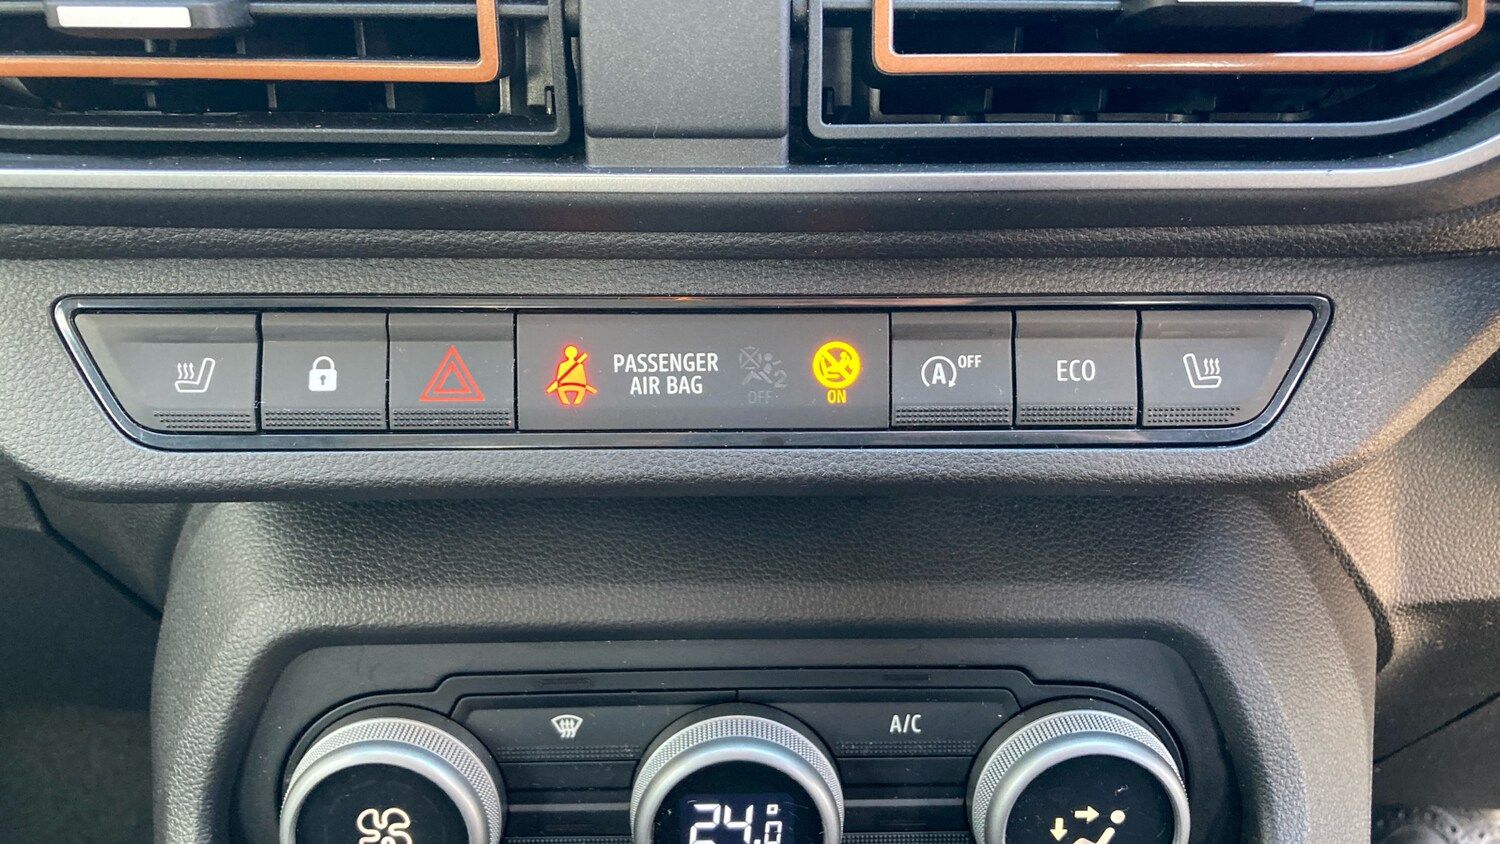 PASSENGER
AIR BAG
OFF
ON
A OFF
ECO
A/C
24.0